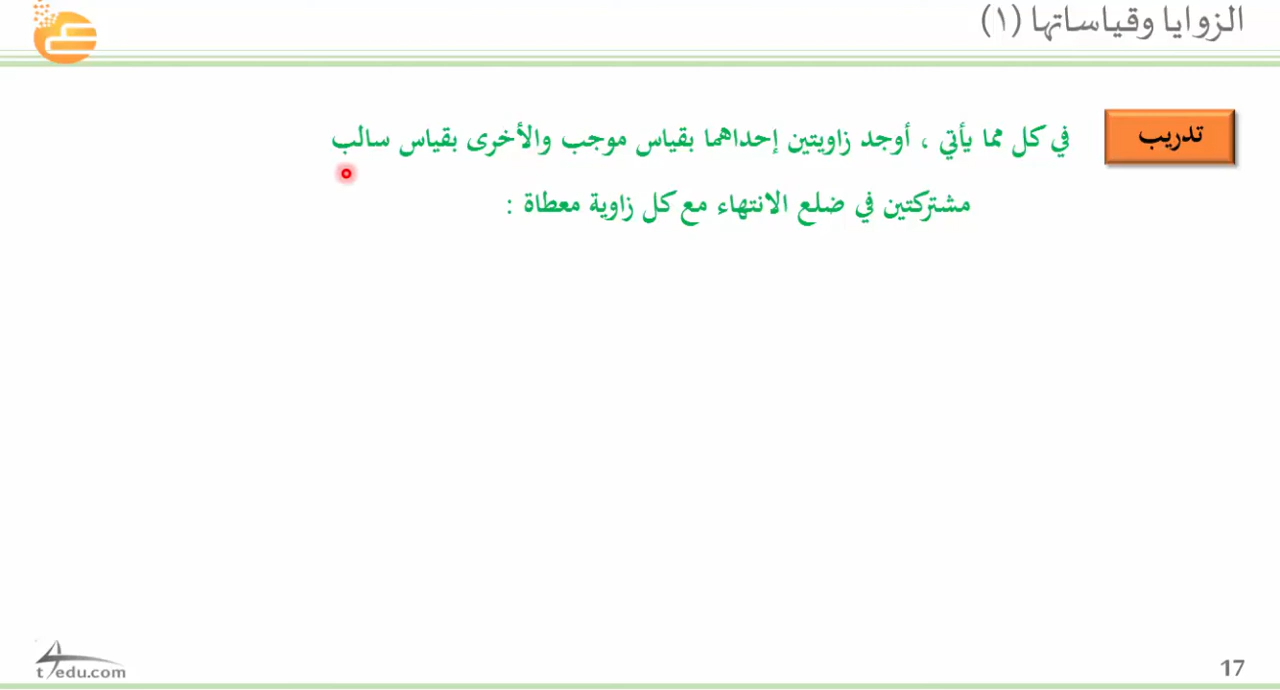 الزوايا وقياساتها (١)
تدريب
في كل مما يأتي ، أوجد زاويتين إحداهما بقياس موجب والأخرى بقياس سالب
مشتركتين في ضلع الانتهاء مع كل زاوية معطاة :
t4edu.com
17